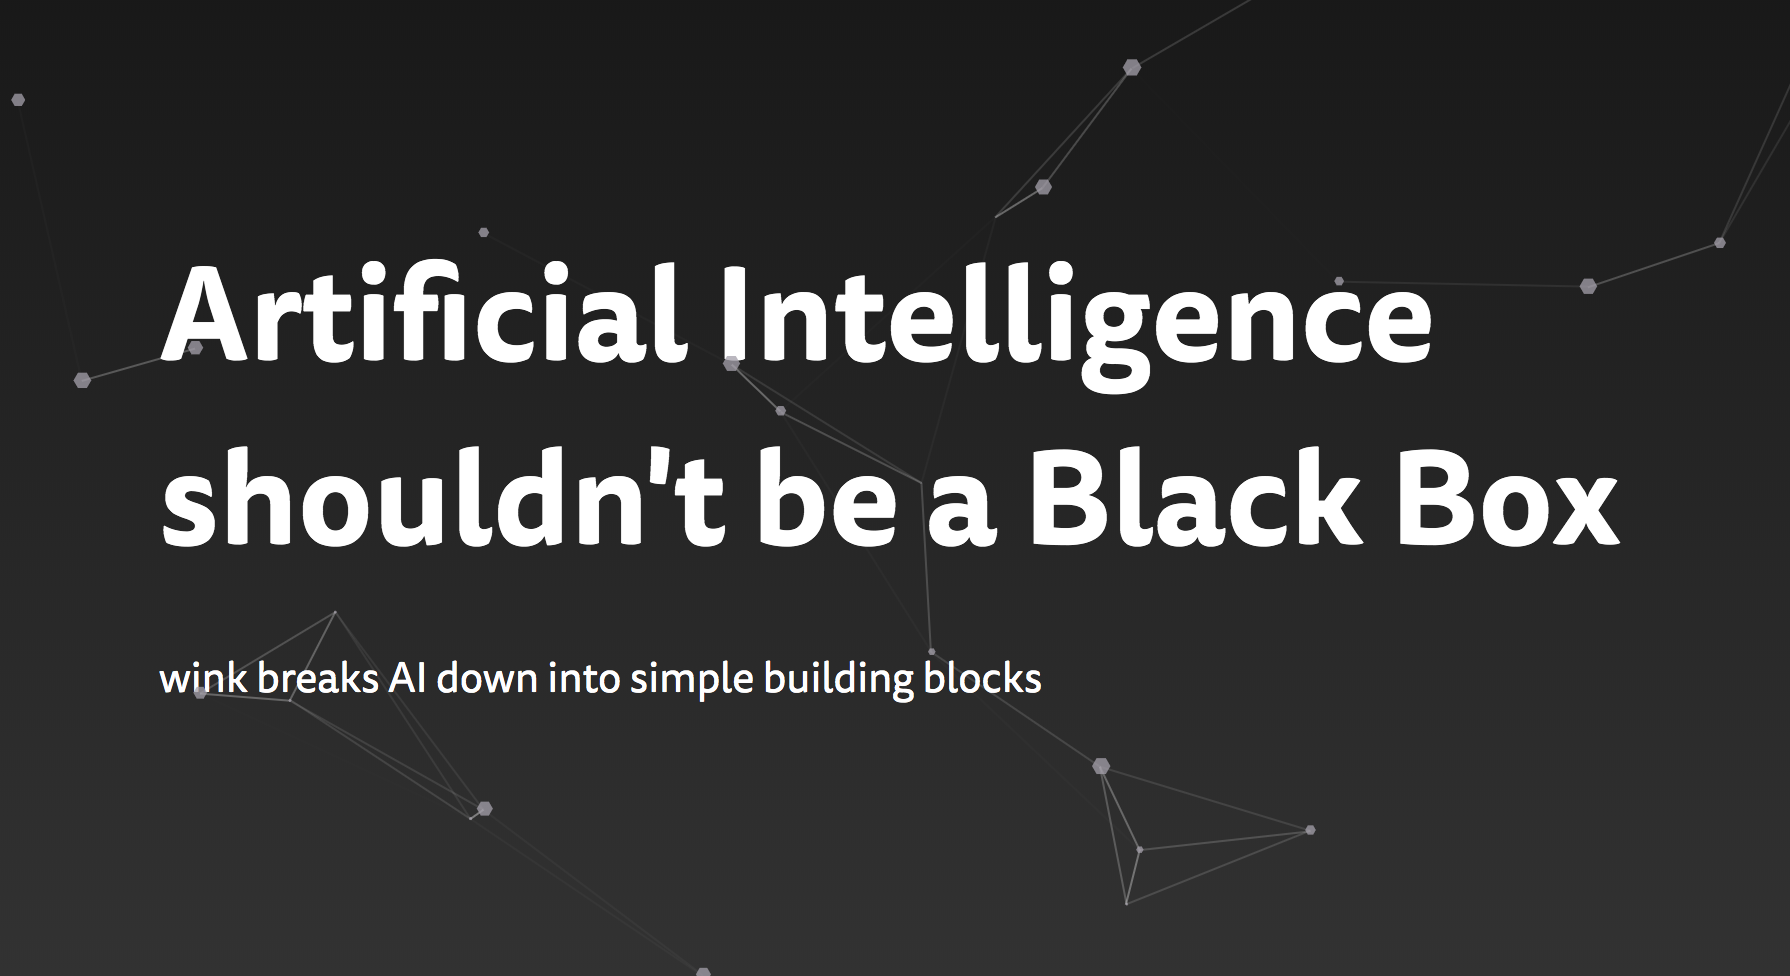 Artificial Intelligence
shouldn't be a Black Box
wink breaks AI down into simple building blocks